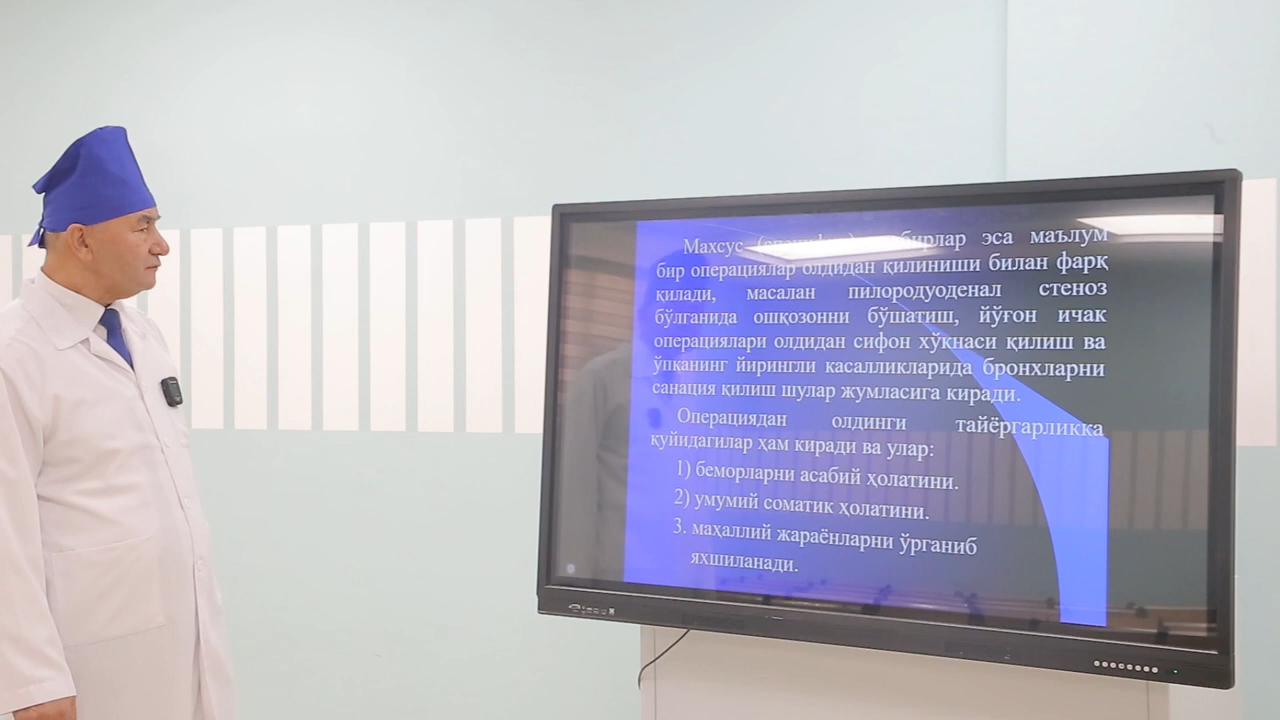 Махсус бирлар эса маълум
бир операциялар олдидан қилиниши билан фарқ
қилади, масалан пилородуоденал стеноз
бўлганида ошқозонни бўшатиш, йўғон ичак
операциялари олдидан сифон ҳўкнаси қилиш ва
ўпканинг йирингли касалликларида бронхларни
санация қилиш шулар жумласига киради.
Операциядан олдинги тайёргарликка
қуйидагилар ҳам киради ва улар:
1) беморларни асабий ҳолатини.
2) умумий соматик ҳолатини.
3. маҳаллий жараёнларни ўрганиб
яхшиланади.